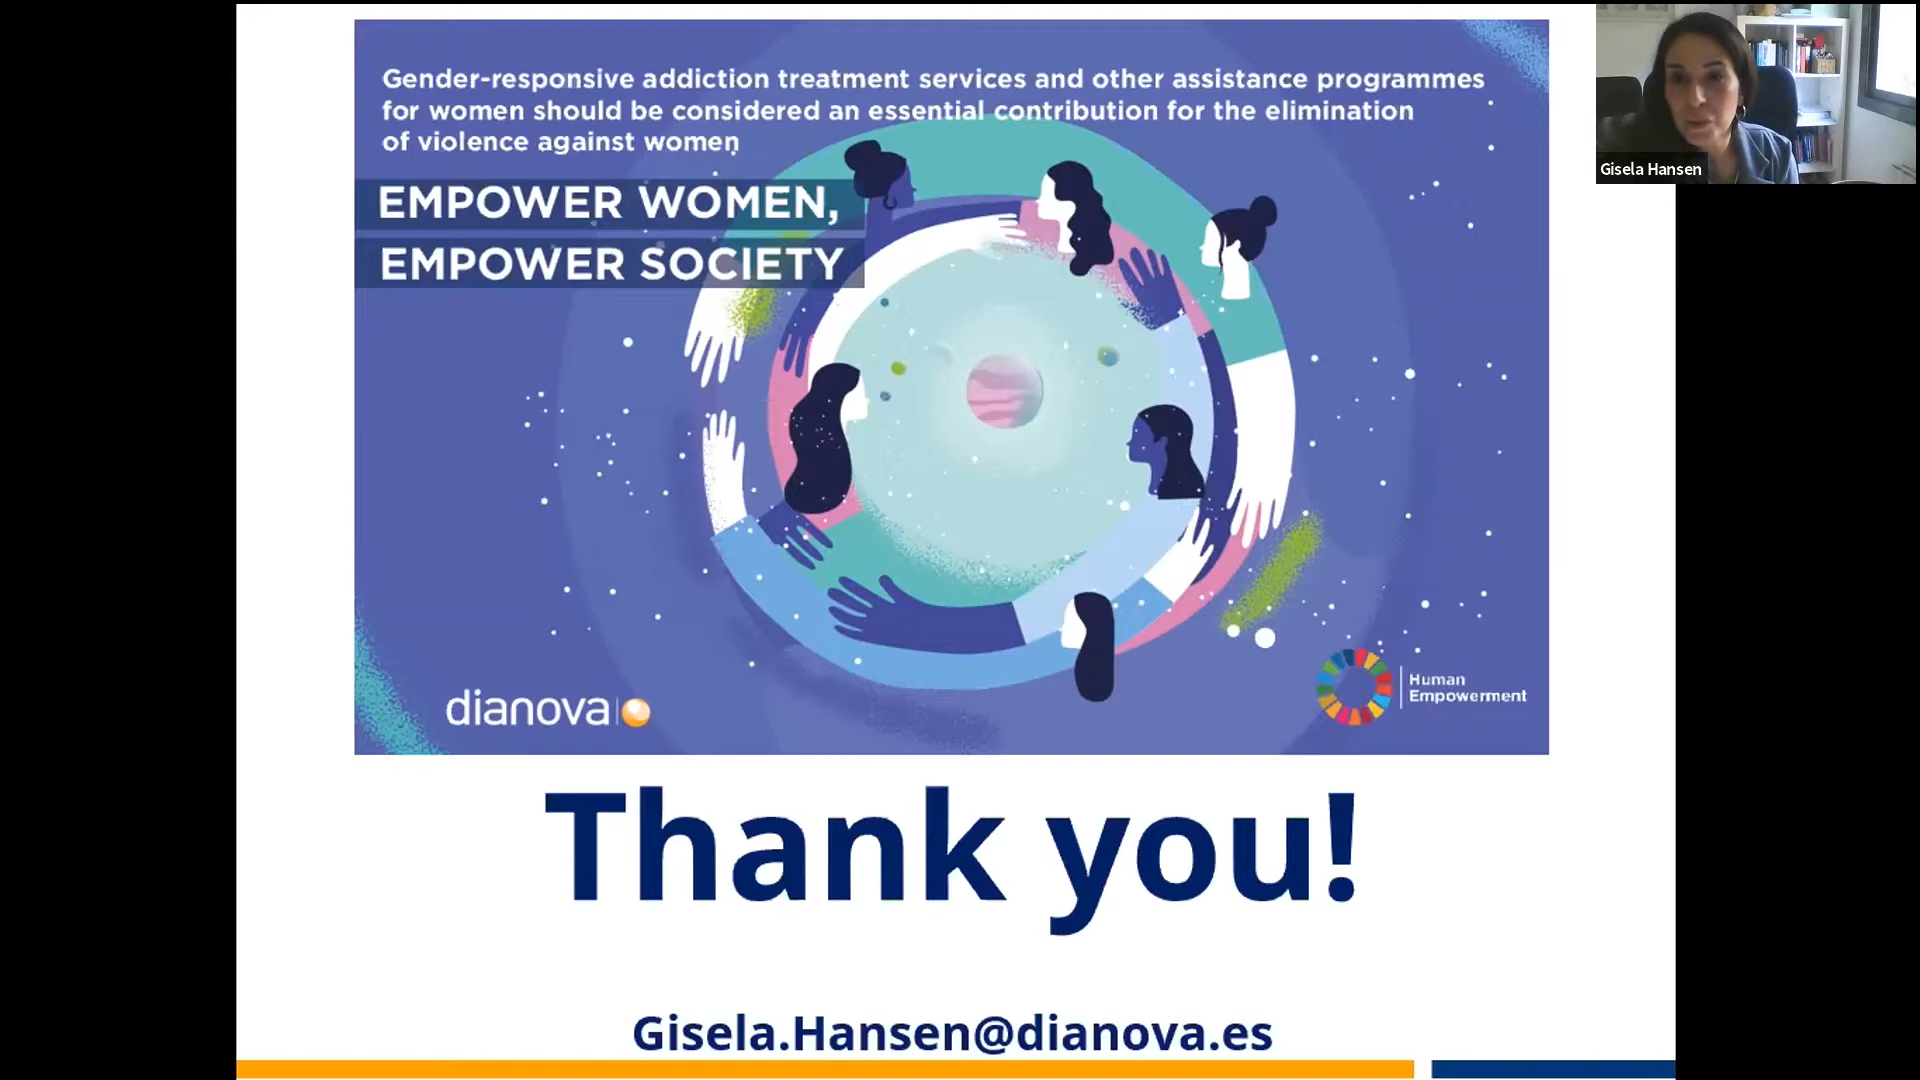 Gender-responsive addiction treatment services and other assistance programmes
for women should be considered an essential contribution for the elimination
of violence against women
EMPOWER WOMEN,
EMPOWER SOCIETY
Gisela Hansen
dianova
Human
Empowerment
Thank you!
Gisela.Hansen@dianova.es